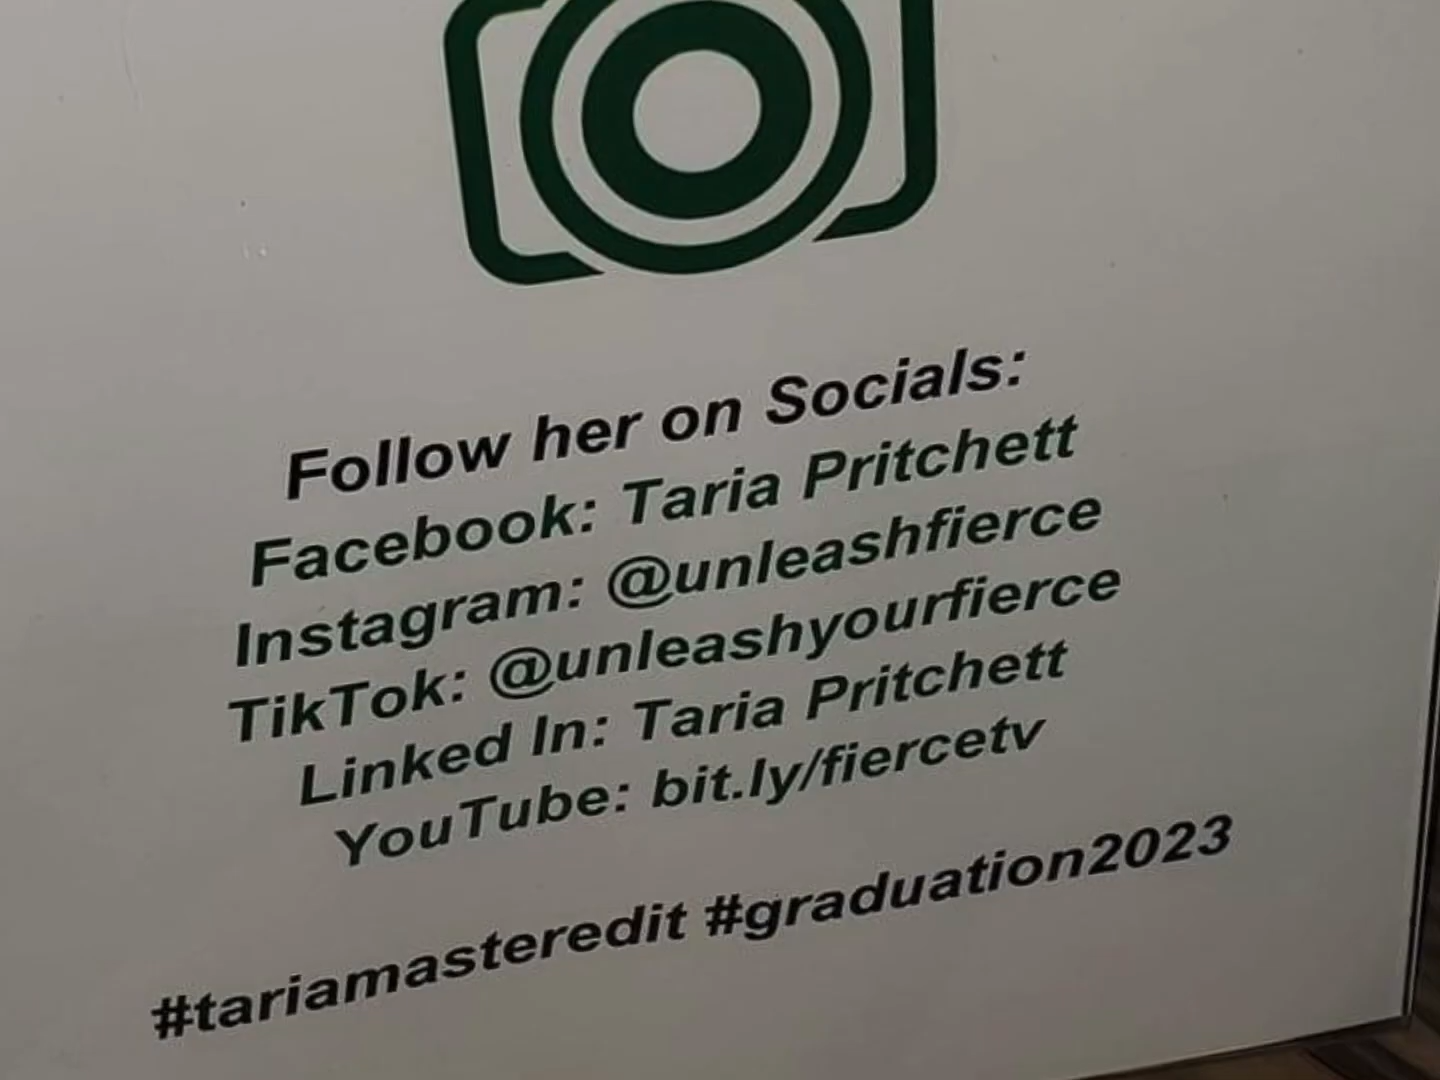 Follow her on Socials:
Facebook: Taria Pritchett
Instagram: @unleashfierce
TikTok: @unleashyourfierce
Linked In: Taria Pritchett
YouTube: bit.ly/fiercetv
#tariamasteredit #graduation2023